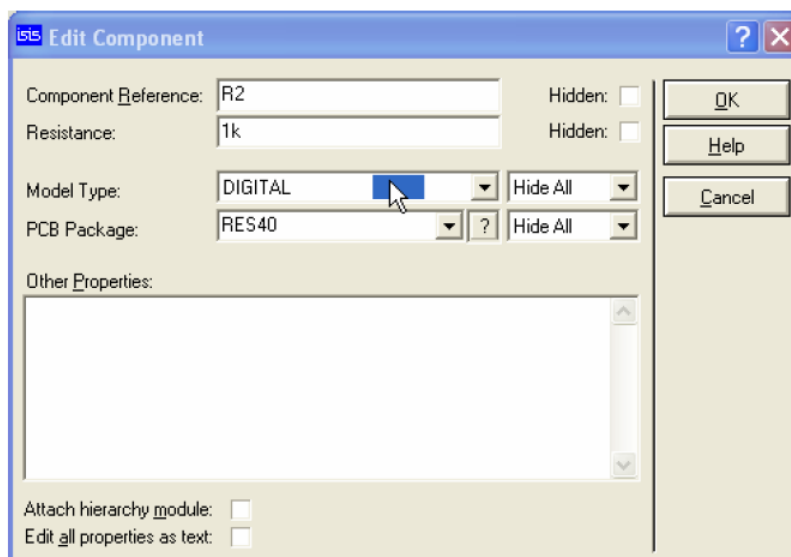 isis Edit Component ?
Component Reference: R2 Hidden: OK
Resistance: 1k Hidden: Help
Model Type: DIGITAL Hide All Cancel
PCB Package: RES40 ? Hide All
Other Properties:
Attach hierarchy module:
Edit all properties as text: